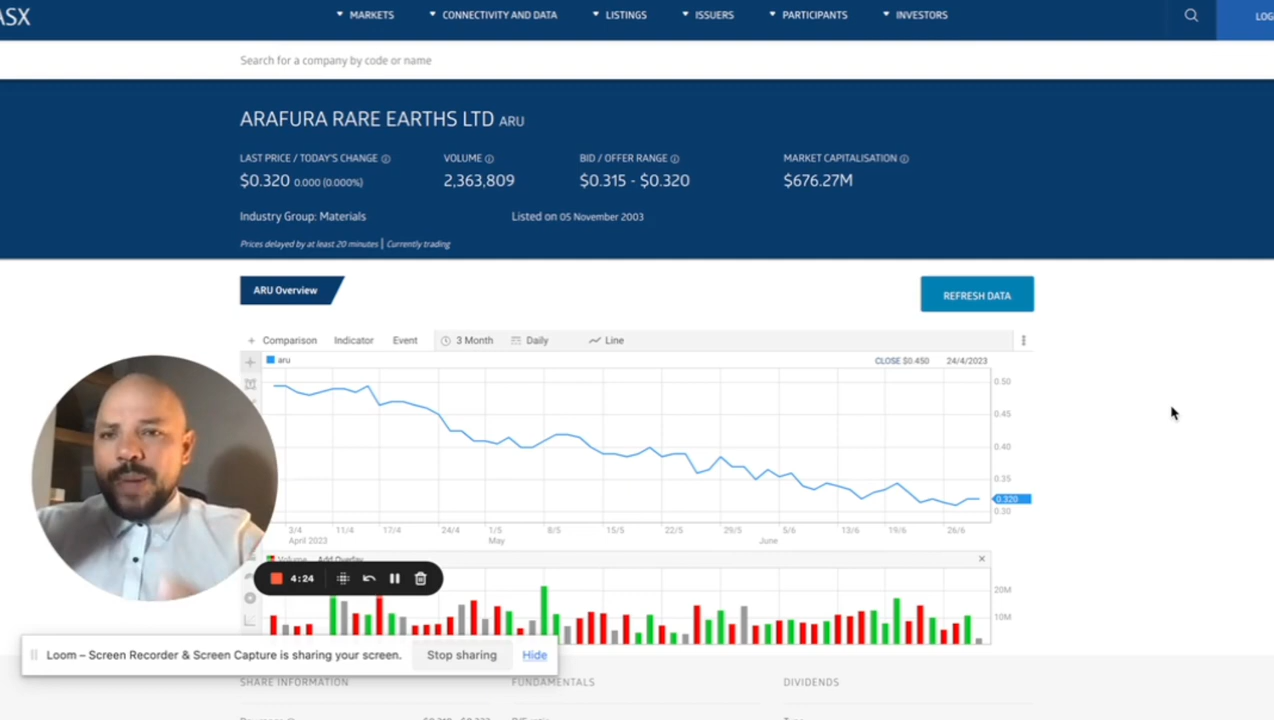 ASX
MARKETS CONNECTIVITY AND DATA LISTINGS ISSUERS PARTICIPANTS INVESTORS
LOG
Search for a company by code or name
ARAFURA RARE EARTHS LTD ARU
LAST PRICE / TODAY'S CHANGE VOLUME BID / OFFER RANGE MARKET CAPITALISATION
$0.320 0.000 (0.000%) 2,363,809 $0.315 - $0.320 $676.27M
Industry Group: Materials Listed on 05 November 2003
Prices delayed by at least 20 minutes | Currently trading
ARU Overview
REFRESH DATA
+ Comparison Indicator Event 3 Month Daily Line
aru CLOSE $0.450 24/4/2023
0.50
0.45
0.40
0.35
0.320
0.30
3/4 11/4 17/4 24/4 1/5 8/5 15/5 22/5 29/5 5/6 13/6 19/6 26/6
April 2023 May June
Volume Add Overlay
4:24
20M
10M
Loom – Screen Recorder & Screen Capture is sharing your screen. Stop sharing Hide
SHARE INFORMATION FUNDAMENTALS DIVIDENDS